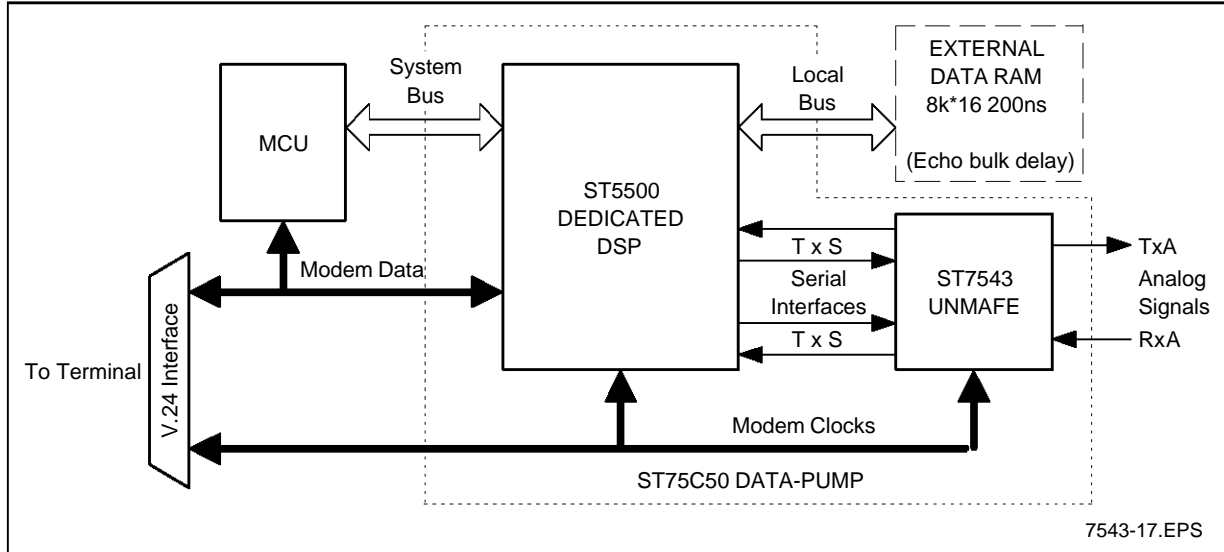 System
Bus
Local
Bus
EXTERNAL
DATA RAM
8k*16 200ns
(Echo bulk delay)
MCU
ST5500
DEDICATED
DSP
T x S
Serial
Interfaces
T x S
ST7543
UNMAFE
TxA
Analog
Signals
RxA
Modem Data
To Terminal
V.24 Interface
Modem Clocks
ST75C50 DATA-PUMP
7543-17.EPS